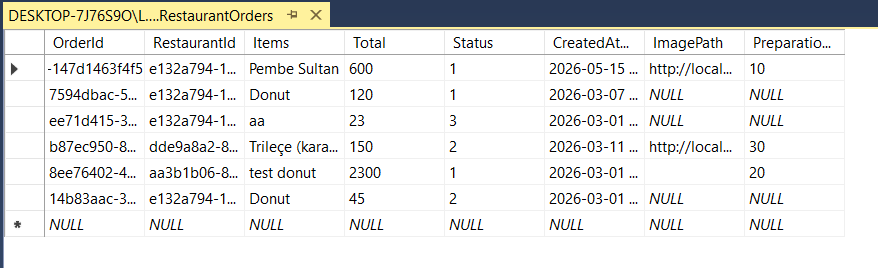 DESKTOP-7J76S9O\L....RestaurantOrders
OrderId RestaurantId Items Total Status CreatedAt... ImagePath Preparatio...
-147d1463f4f5 e132a794-1... Pembe Sultan 600 1 2026-05-15 ... http://local... 10
7594dbac-5... e132a794-1... Donut 120 1 2026-03-07 ... NULL NULL
ee71d415-3... e132a794-1... aa 23 3 2026-03-01 ... NULL NULL
b87ec950-8... dde9a8a2-8... Trileçe (kara... 150 2 2026-03-11 ... http://local... 30
8ee76402-4... aa3b1b06-8... test donut 2300 1 2026-03-01 ... 20
14b83aac-3... e132a794-1... Donut 45 2 2026-03-01 ... NULL NULL
NULL NULL NULL NULL NULL NULL NULL NULL